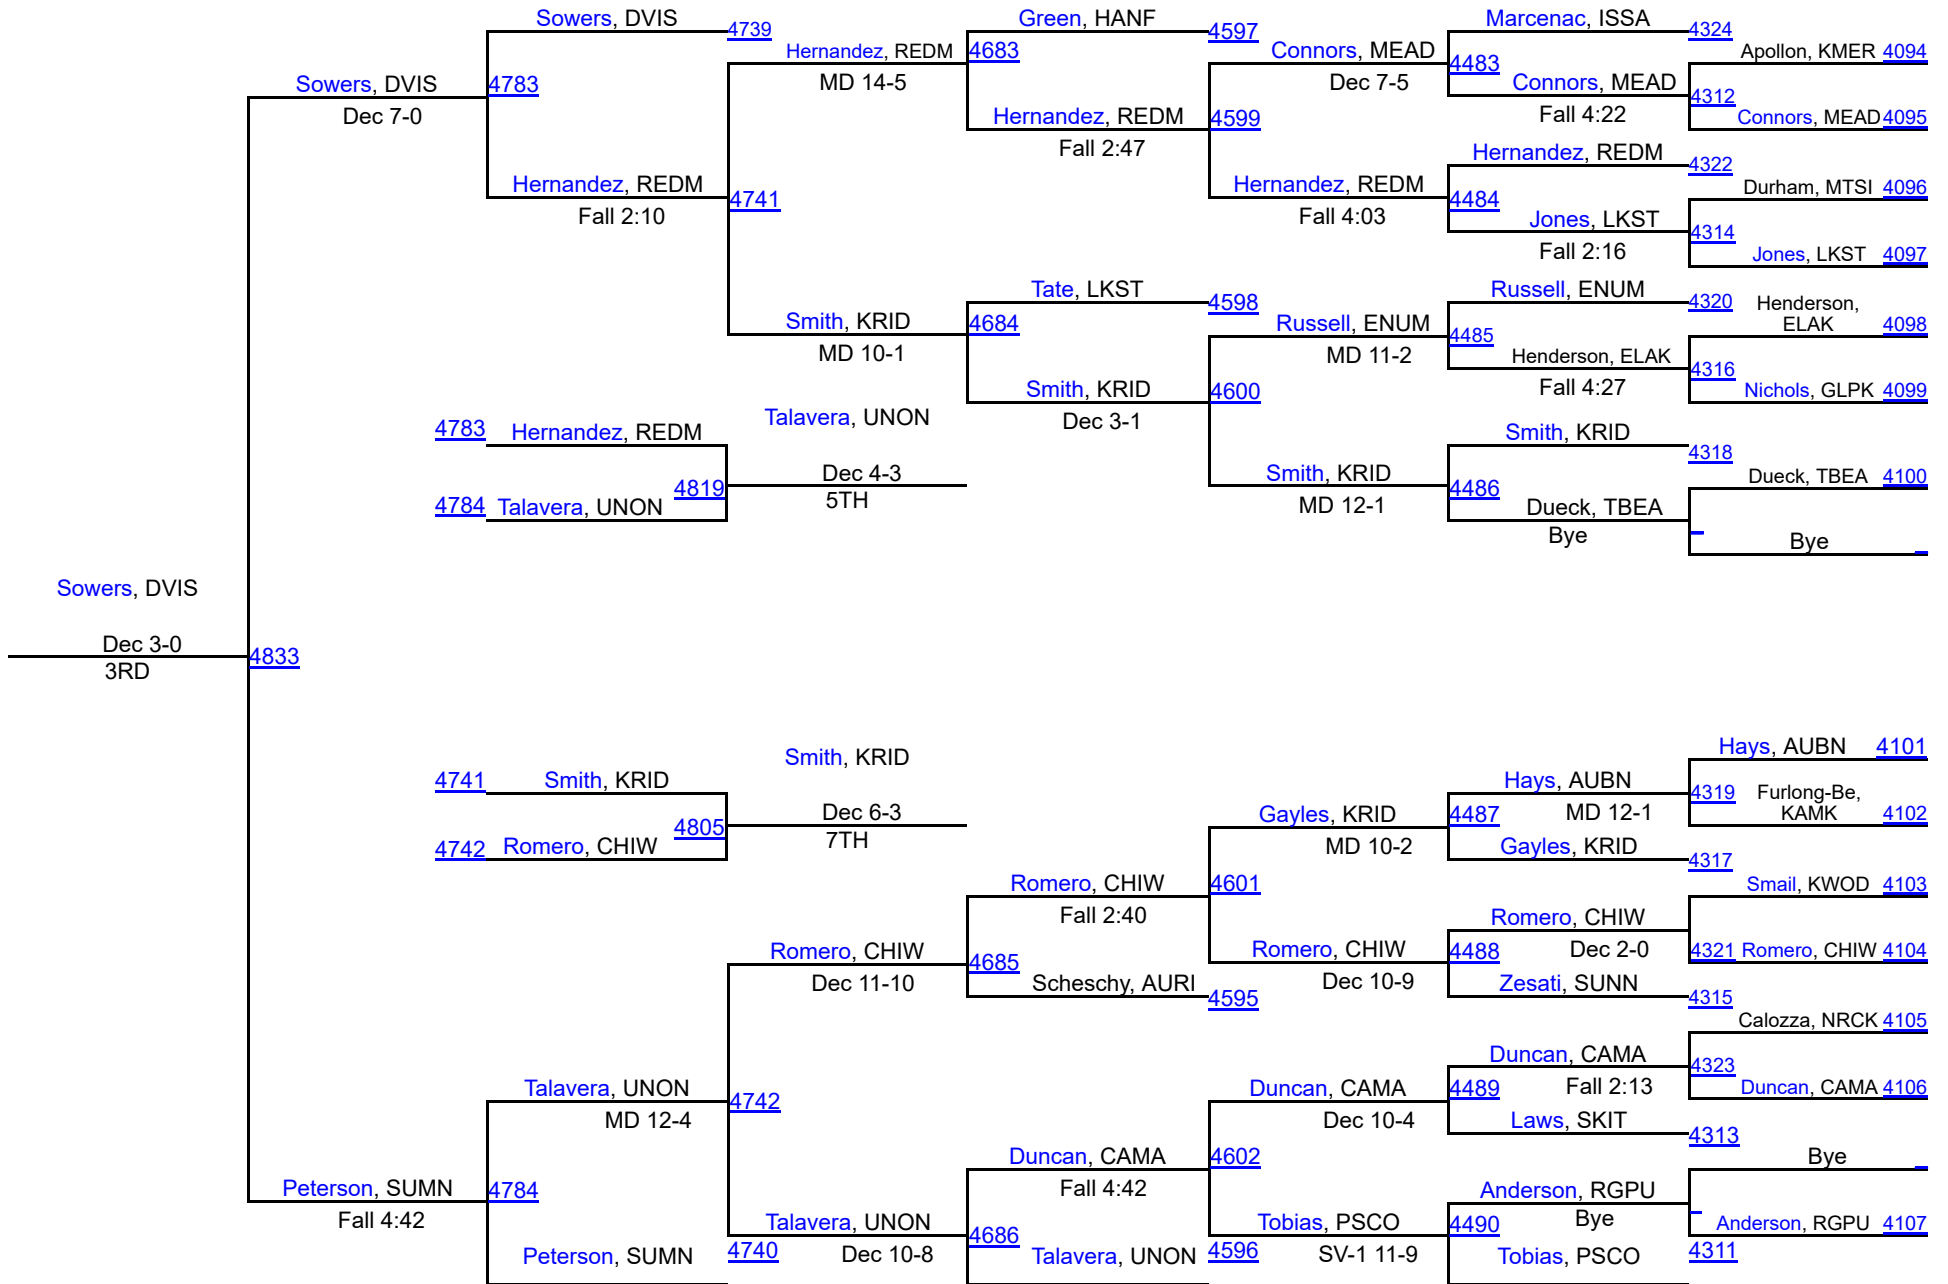 Sowers, DVIS
4739
Green, HANF
4597
Marcenac, ISSA
4324
Hernandez, REDM
4683
MD 14-5
Connors, MEAD
4483
Dec 7-5
Apollon, KMER 4094
Sowers, DVIS
4783
Dec 7-0
Connors, MEAD
4312
Fall 4:22
Connors, MEAD 4095
Hernandez, REDM
4599
Fall 2:47
Hernandez, REDM
4322
Hernandez, REDM
4741
Fall 2:10
Hernandez, REDM
4484
Fall 4:03
Durham, MTSI 4096
Jones, LKST
4314
Fall 2:16
Jones, LKST 4097
Tate, LKST
4598
Russell, ENUM
4320
Henderson,
ELAK 4098
Smith, KRID
4684
MD 10-1
Russell, ENUM
4485
MD 11-2
Henderson, ELAK
4316
Fall 4:27
Smith, KRID
4600
Dec 3-1
Nichols, GLPK 4099
Talavera, UNON
4783 Hernandez, REDM
Smith, KRID
4318
Dec 4-3
4819
5TH
Smith, KRID
4486
MD 12-1
Dueck, TBEA 4100
4784 Talavera, UNON
Dueck, TBEA
Bye
Bye
Sowers, DVIS
Dec 3-0
4833
3RD
Smith, KRID
Hays, AUBN 4101
4741 Smith, KRID
Hays, AUBN
4319
MD 12-1
Furlong-Be,
KAMK 4102
Dec 6-3
4805
7TH
Gayles, KRID
4487
MD 10-2
4742 Romero, CHIW
Gayles, KRID
4317
Romero, CHIW
4601
Fall 2:40
Smail, KWOD 4103
Romero, CHIW
Dec 2-0
Romero, CHIW
4685
Dec 11-10
Romero, CHIW
4488
Dec 10-9
4321 Romero, CHIW 4104
Scheschy, AURI
4595
Zesati, SUNN
4315
Calozza, NRCK 4105
Duncan, CAMA
4323
Fall 2:13
Talavera, UNON
4742
MD 12-4
Duncan, CAMA
4489
Dec 10-4
Duncan, CAMA 4106
Laws, SKIT
4313
Duncan, CAMA
4602
Fall 4:42
Bye
Peterson, SUMN
4784
Fall 4:42
Anderson, RGPU
Bye
Anderson, RGPU 4107
Talavera, UNON
4686
Dec 10-8
Tobias, PSCO
4490
SV-1 11-9
Peterson, SUMN
4740
Talavera, UNON
4596
Tobias, PSCO
4311